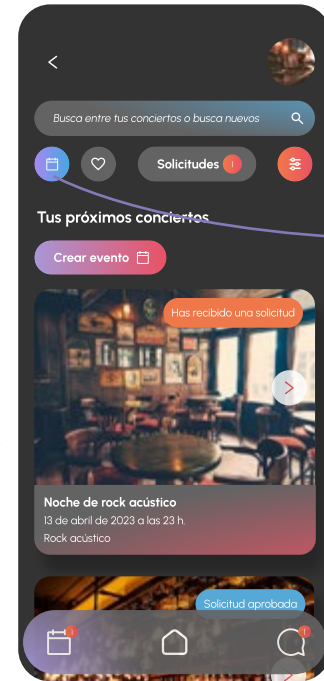 Busca entre tus conciertos o busca nuevos
Solicitudes 1
Tus próximos conciertos
Crear evento
Has recibido una solicitud
Noche de rock acústico
13 de abril de 2023 a las 23 h.
Rock acústico
Solicitud aprobada